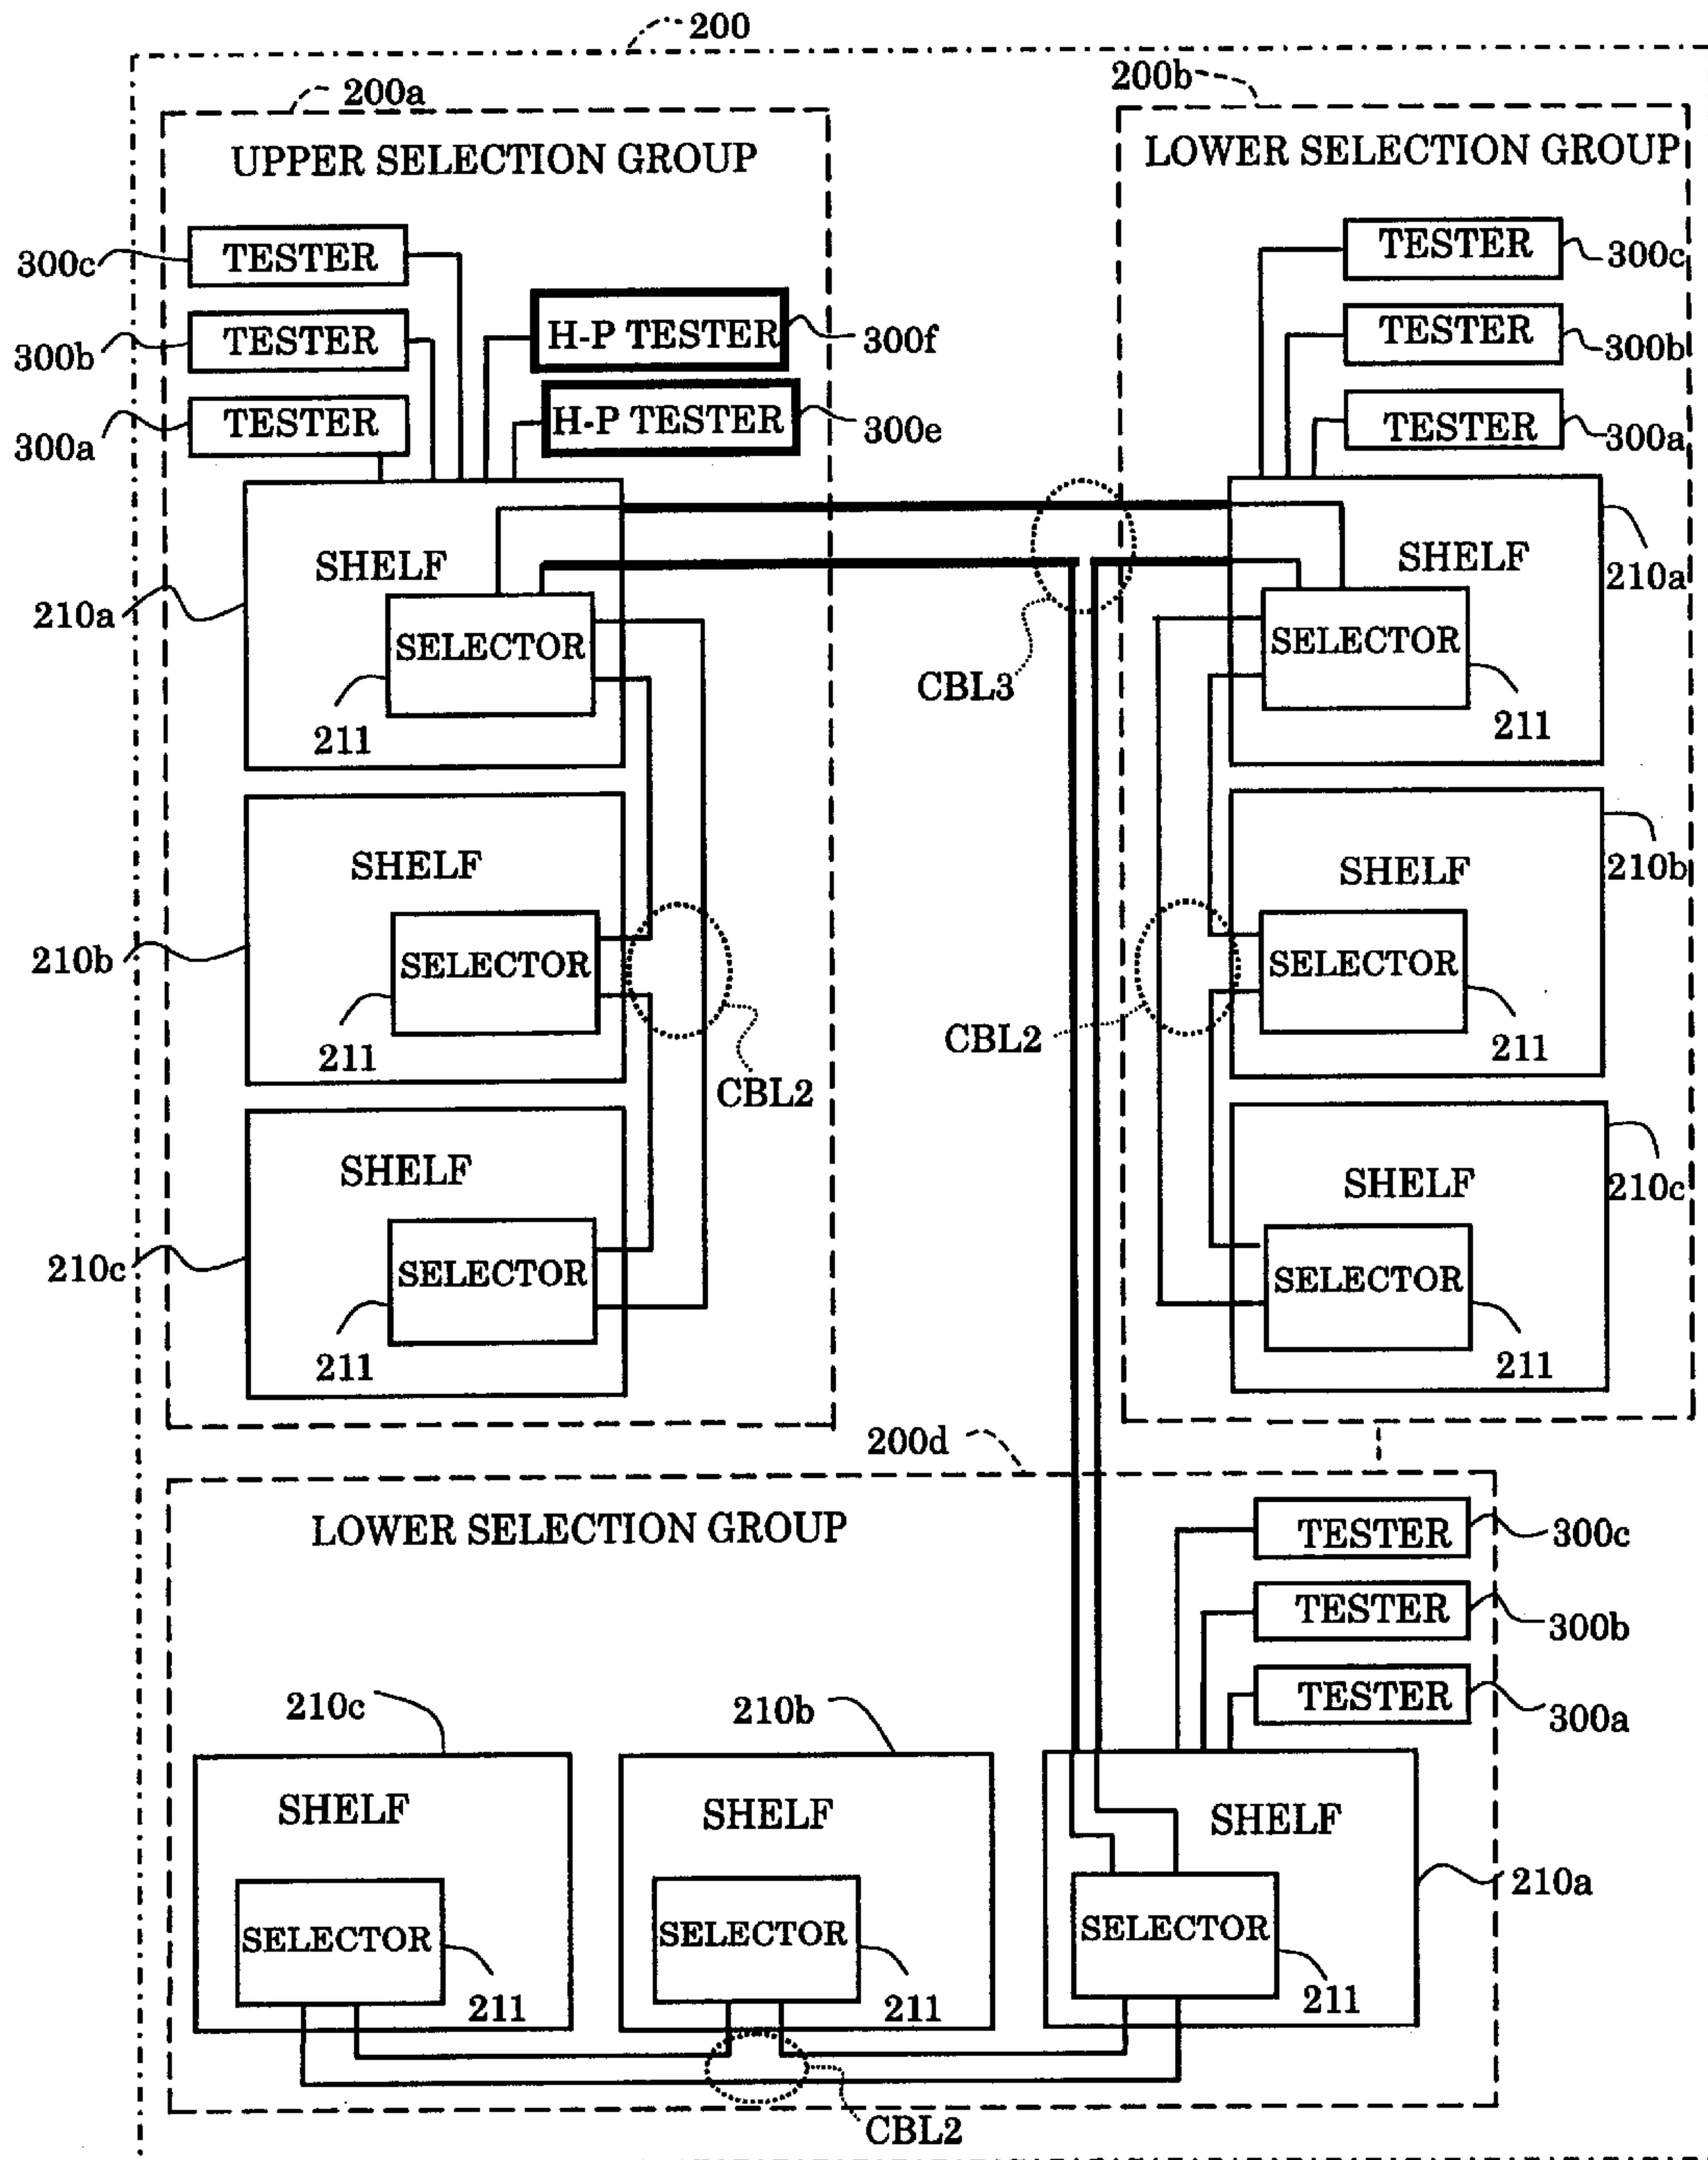 200
200a
200b
UPPER SELECTION GROUP
LOWER SELECTION GROUP
300c
TESTER
TESTER
300c
300b
TESTER
H-P TESTER
300f
TESTER
300b
300a
TESTER
H-P TESTER
300e
TESTER
300a
SHELF
SHELF
210a
210a
SELECTOR
SELECTOR
CBL3
211
211
SHELF
SHELF
210b
210b
SELECTOR
SELECTOR
CBL2
211
211
CBL2
SHELF
SHELF
210c
210c
SELECTOR
SELECTOR
211
211
200d
LOWER SELECTION GROUP
TESTER
300c
TESTER
300b
TESTER
300a
210c
210b
SHELF
SHELF
SHELF
210a
SELECTOR
SELECTOR
SELECTOR
211
211
211
CBL2